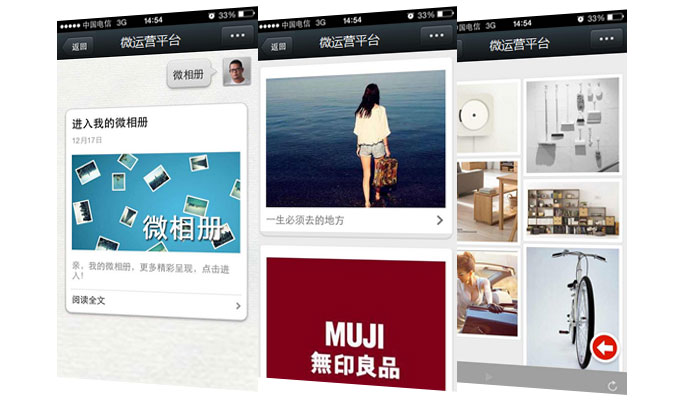 中国电信 3G 14:54 33%
返回
微运营平台
微相册
进入我的微相册
12月17日
微相册
亲，我的微相册，更多精彩呈现，点击进
入！
阅读全文
中国电信 3G 14:54 33%
返回
微运营平台
一生必须去的地方
MUJI
無印良品
中国电信 3G 14:54 33%
返回
微运营平台